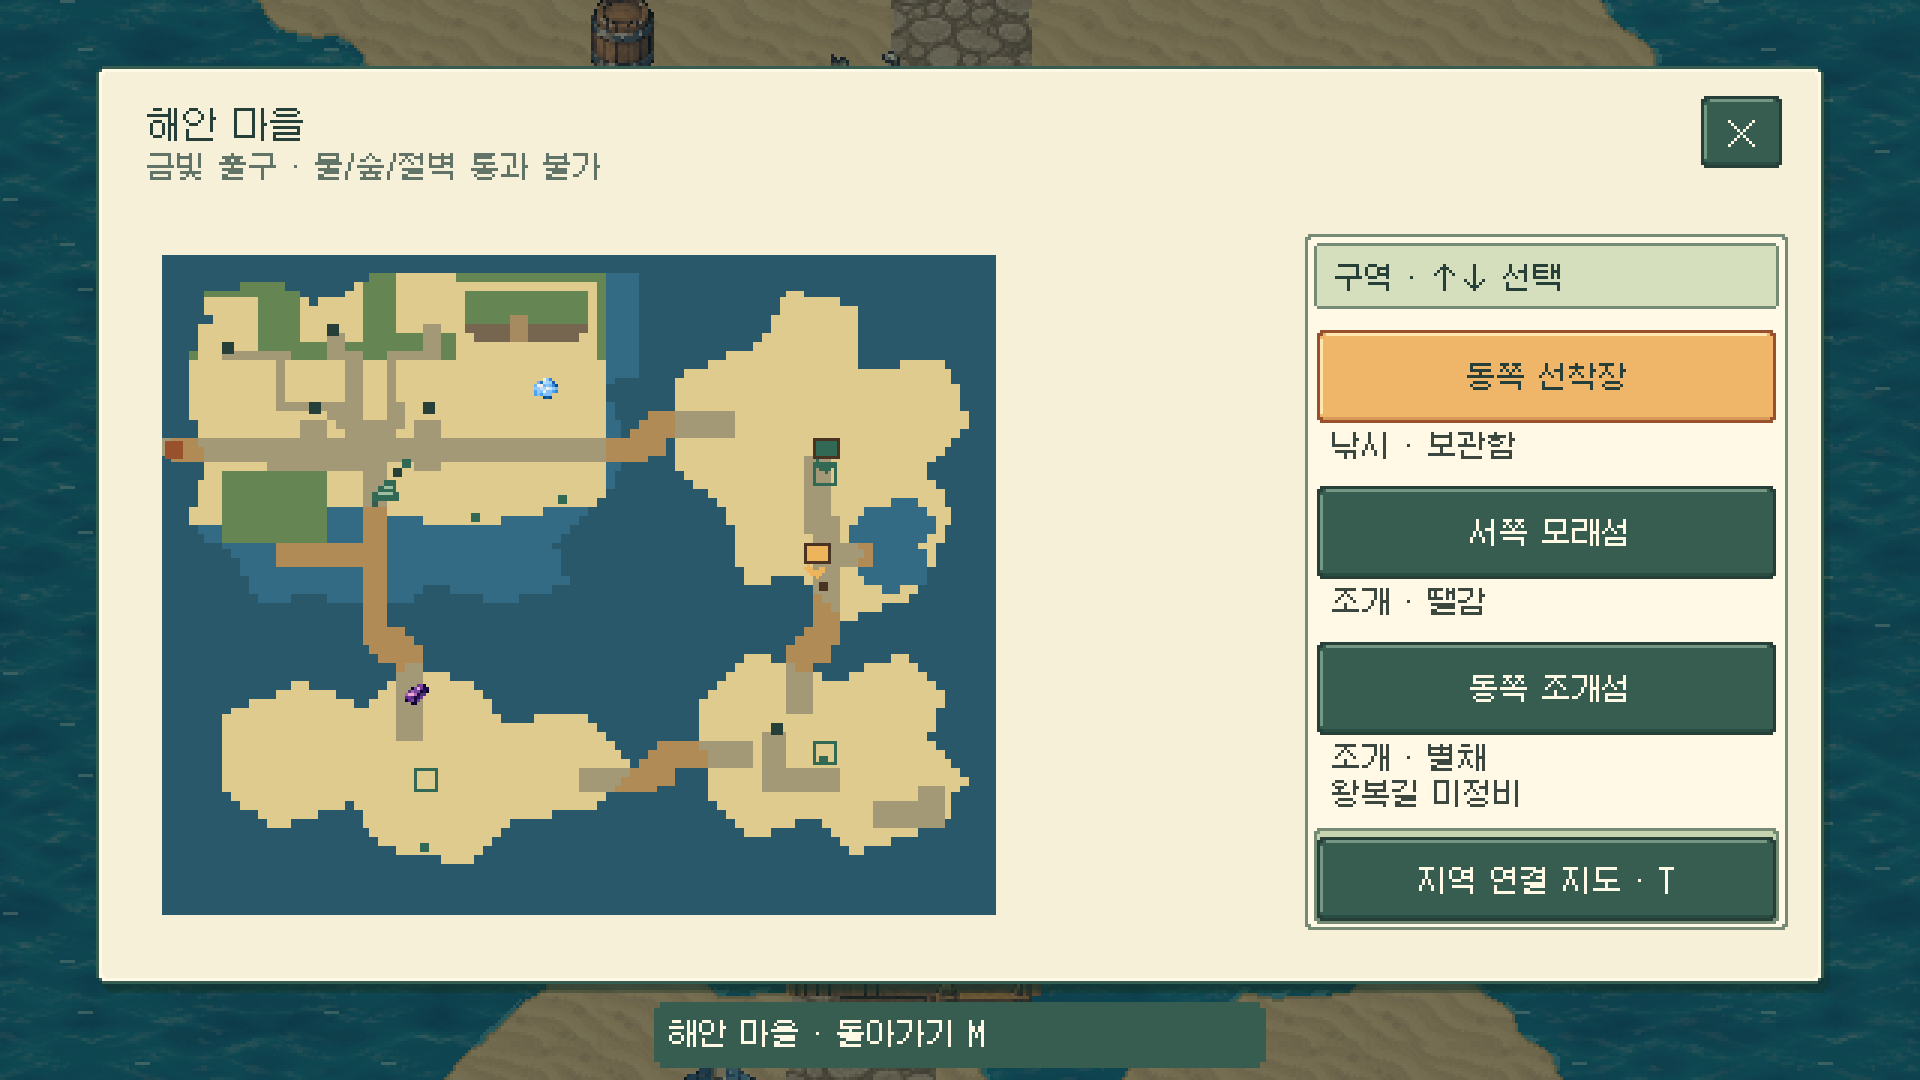 해안 마을
금빛 출구 · 물/숲/절벽 통과 불가
구역 · ↑↓ 선택
동쪽 선착장
낚시 · 보관함
서쪽 모래섬
조개 · 땔감
동쪽 조개섬
조개 · 별채
왕복길 미정비
지역 연결 지도 · T
해안 마을 · 돌아가기 M